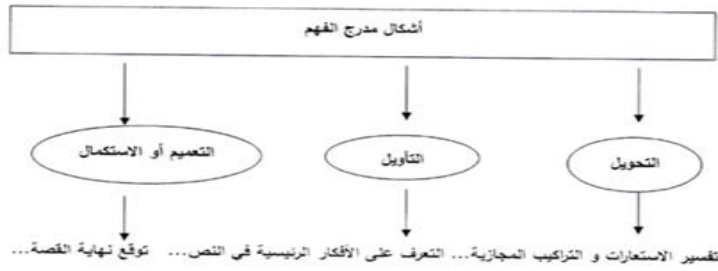 أشكال مدرج الفهم
التحويل
التأويل
التعميم أو الاستكمال
تفسير الاستعارات و التراكيب المجازية...
التعرف على الأفكار الرئيسية في النص...
توقع نهاية القصة...